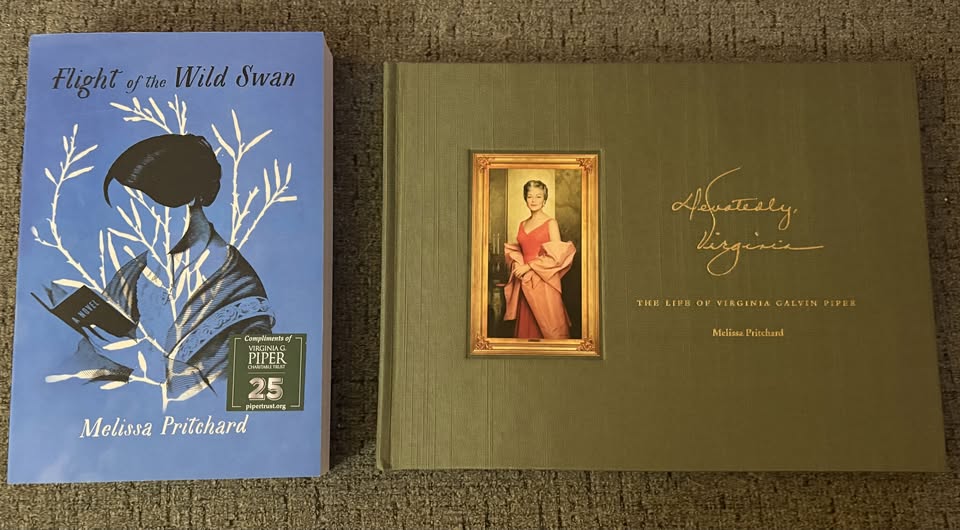 Flight of the Wild Swan
A NOVEL
Compliments of
VIRGINIA G.
PIPER
CHARITABLE TRUST
25
pipertrust.org
Melissa Pritchard
Devotedly,
Virginia
THE LIFE OF VIRGINIA GALVIN PIPER
Melissa Pritchard